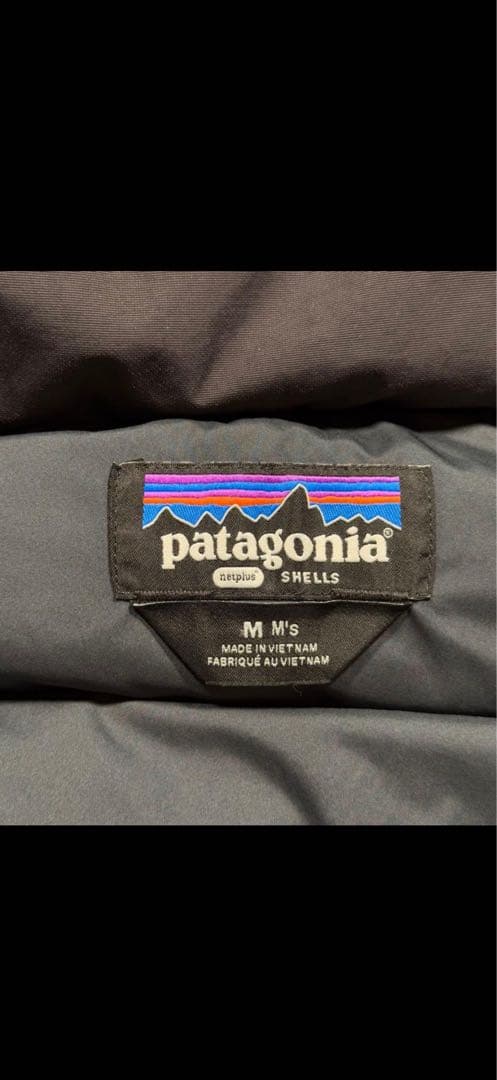 patagonia®
netplus® SHELLS
M M's
MADE IN VIETNAM
FABRIQUÉ AU VIETNAM